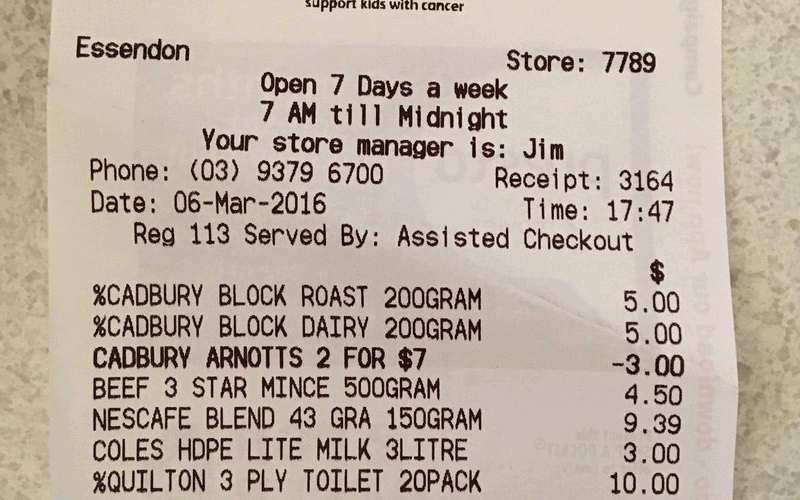 support kids with cancer
Essendon Store: 7789
Open 7 Days a week
7 AM till Midnight
Your store manager is: Jim
Phone: (03) 9379 6700 Receipt: 3164
Date: 06-Mar-2016 Time: 17:47
Reg 113 Served By: Assisted Checkout
$
%CADBURY BLOCK ROAST 200GRAM 5.00
%CADBURY BLOCK DAIRY 200GRAM 5.00
CADBURY ARNOTTS 2 FOR $7 -3.00
BEEF 3 STAR MINCE 500GRAM 4.50
NESCAFE BLEND 43 GRA 150GRAM 9.39
COLES HDPE LITE MILK 3LITRE 3.00
%QUILTON 3 PLY TOILET 20PACK 10.00